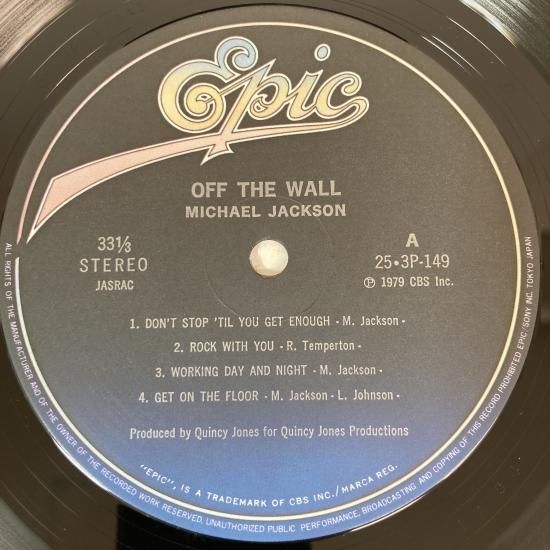 Epic
OFF THE WALL
MICHAEL JACKSON
33⅓
STEREO
JASRAC
A
25•3P-149
Ⓟ 1979 CBS Inc.
1. DON'T STOP 'TIL YOU GET ENOUGH - M. Jackson -
2. ROCK WITH YOU - R. Temperton -
3. WORKING DAY AND NIGHT - M. Jackson -
4. GET ON THE FLOOR - M. Jackson - L. Johnson -
Produced by Quincy Jones for Quincy Jones Productions
"EPIC", IS A TRADEMARK OF CBS INC./MARCA REG.
ALL RIGHTS OF THE MANUFACTURER AND OF THE OWNER OF THE RECORDED WORK RESERVED, UNAUTHORIZED PUBLIC PERFORMANCE, BROADCASTING AND COPYING OF THIS RECORD PROHIBITED EPIC/SONY INC. TOKYO JAPAN